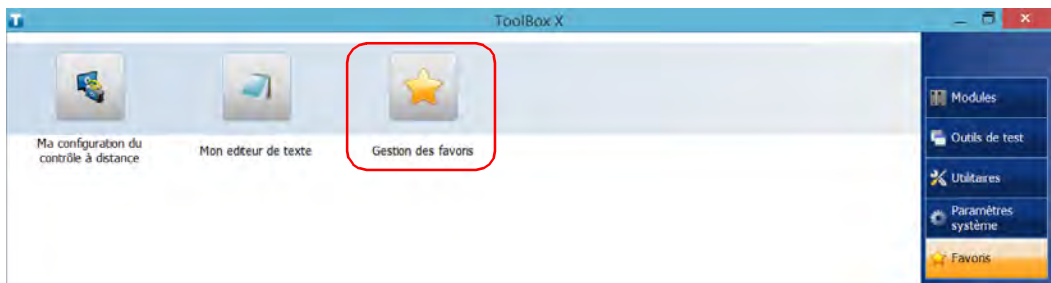 ToolBox X
Ma configuration du
contrôle à distance
Mon editeur de texte
Gestion des favoris
Modules
Outils de test
Utilitaires
Paramètres
système
Favoris